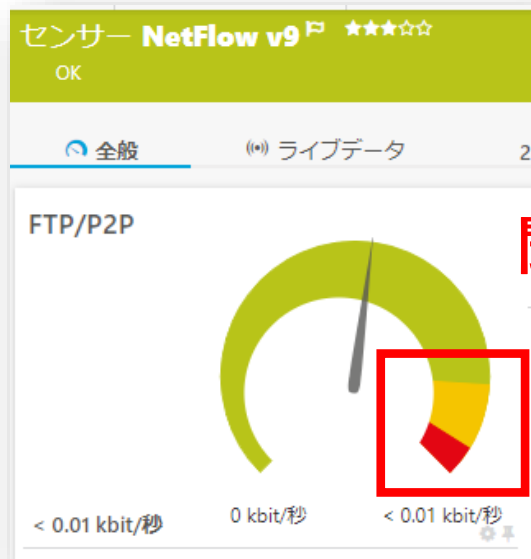 センサー NetFlow v9
OK
全般 ライブデータ 2
FTP/P2P
< 0.01 kbit/秒 0 kbit/秒 < 0.01 kbit/秒